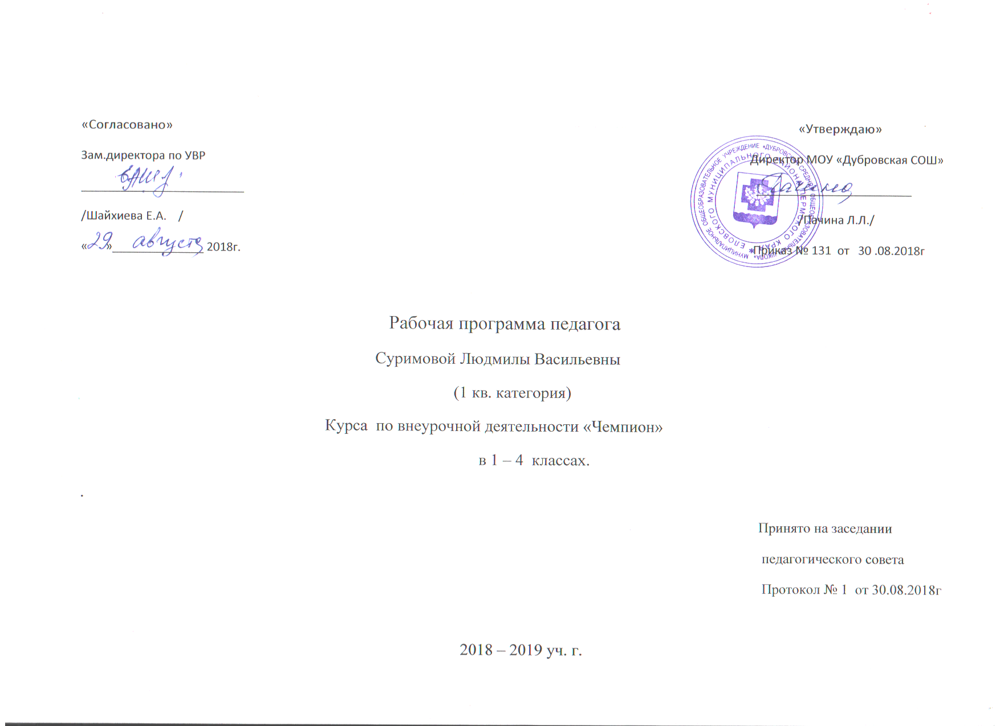 «Согласовано»
Зам.директора по УВР
/Шайхиева Е.А. /
«29» августа 2018г.
«Утверждаю»
Директор МОУ «Дубровская СОШ»
/Пачина Л.Л./
Приказ № 131 от 30 .08.2018г
МУНИЦИПАЛЬНОЕ ОБЩЕОБРАЗОВАТЕЛЬНОЕ УЧРЕЖДЕНИЕ «ДУБРОВСКАЯ СРЕДНЯЯ ОБЩЕОБРАЗОВАТЕЛЬНАЯ ШКОЛА»
ЕЛОВСКОГО МУНИЦИПАЛЬНОГО РАЙОНА ПЕРМСКОГО КРАЯ
Рабочая программа педагога
Суримовой Людмилы Васильевны
(1 кв. категория)
Курса по внеурочной деятельности «Чемпион»
в 1 – 4 классах.
.
Принято на заседании
педагогического совета
Протокол № 1 от 30.08.2018г
2018 – 2019 уч. г.